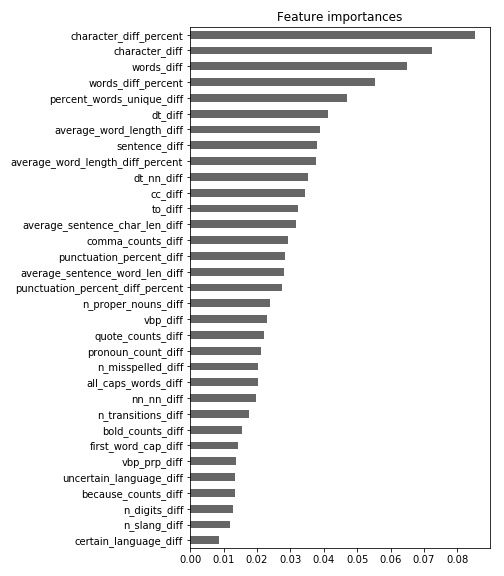 Feature importances
character_diff_percent
character_diff
words_diff
words_diff_percent
percent_words_unique_diff
dt_diff
average_word_length_diff
sentence_diff
average_word_length_diff_percent
dt_nn_diff
cc_diff
to_diff
average_sentence_char_len_diff
comma_counts_diff
punctuation_percent_diff
average_sentence_word_len_diff
punctuation_percent_diff_percent
n_proper_nouns_diff
vbp_diff
quote_counts_diff
pronoun_count_diff
n_misspelled_diff
all_caps_words_diff
nn_nn_diff
n_transitions_diff
bold_counts_diff
first_word_cap_diff
vbp_prp_diff
uncertain_language_diff
because_counts_diff
n_digits_diff
n_slang_diff
certain_language_diff
0.00 0.01 0.02 0.03 0.04 0.05 0.06 0.07 0.08